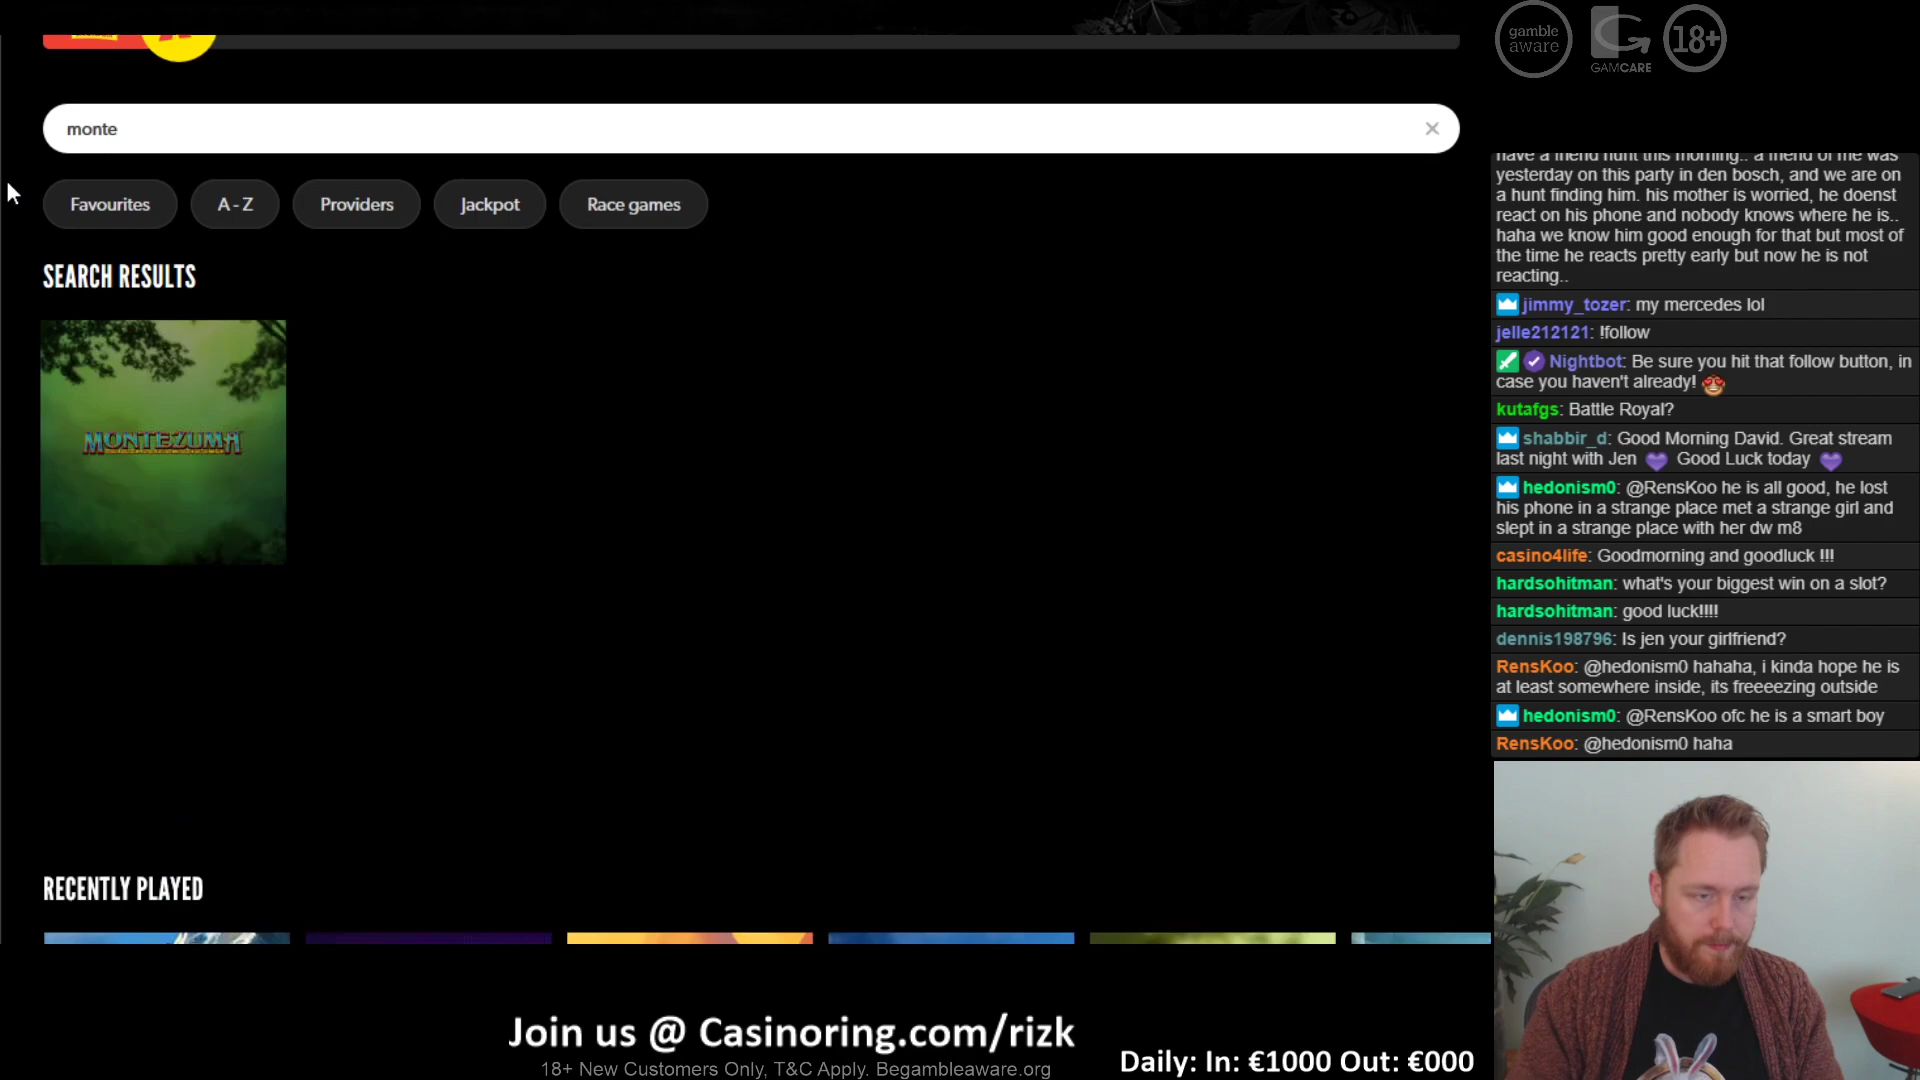 gamble
aware
GAMCARE
18+
monte
Favourites
A - Z
Providers
Jackpot
Race games
SEARCH RESULTS
MONTEZUMA
RECENTLY PLAYED
have a friend hunt this morning.. a friend of me was
yesterday on this party in den bosch, and we are on
a hunt finding him. his mother is worried, he doenst
react on his phone and nobody knows where he is..
haha we know him good enough for that but most of
the time he reacts pretty early but now he is not
reacting..
jimmy_tozer: my mercedes lol
jelle212121: !follow
Nightbot: Be sure you hit that follow button, in
case you haven't already!
kutafgs: Battle Royal?
shabbir_d: Good Morning David. Great stream
last night with Jen Good Luck today
hedonism0: @RensKoo he is all good, he lost
his phone in a strange place met a strange girl and
slept in a strange place with her dw m8
casino4life: Goodmorning and goodluck !!!
hardsohitman: what's your biggest win on a slot?
hardsohitman: good luck!!!!
dennis198796: Is jen your girlfriend?
RensKoo: @hedonism0 hahaha, i kinda hope he is
at least somewhere inside, its freeeezing outside
hedonism0: @RensKoo ofc he is a smart boy
RensKoo: @hedonism0 haha
Join us @ Casinoring.com/rizk
18+ New Customers Only, T&C Apply. Begambleaware.org
Daily: In: €1000 Out: €000